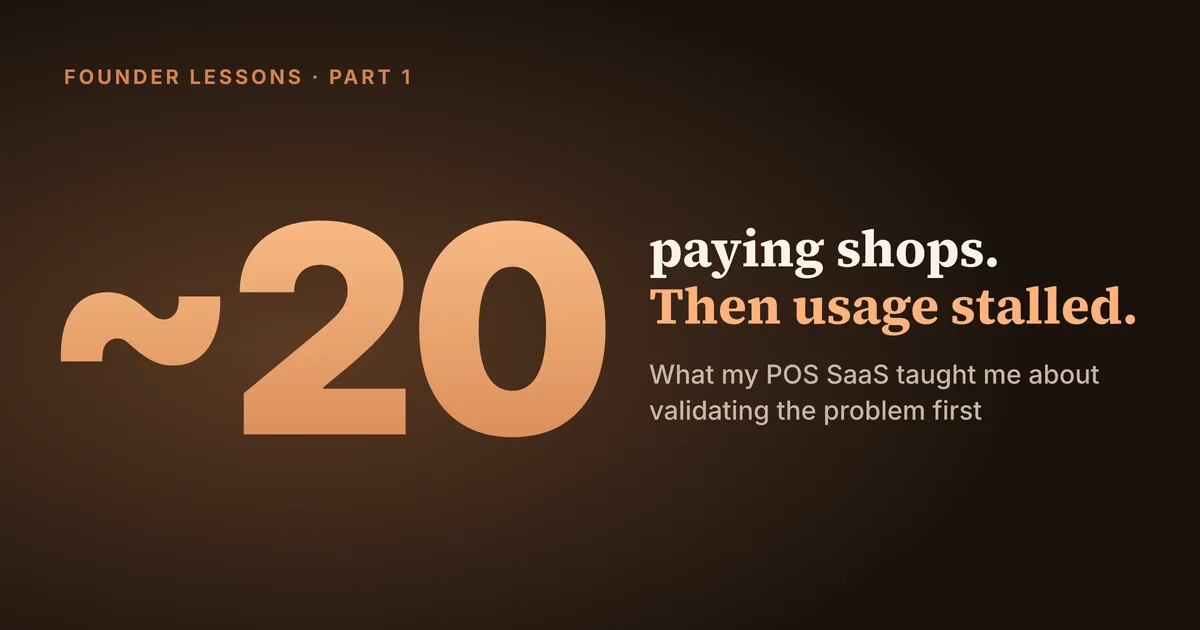 FOUNDER LESSONS · PART 1
~20
paying shops.
Then usage stalled.
What my POS SaaS taught me about
validating the problem first